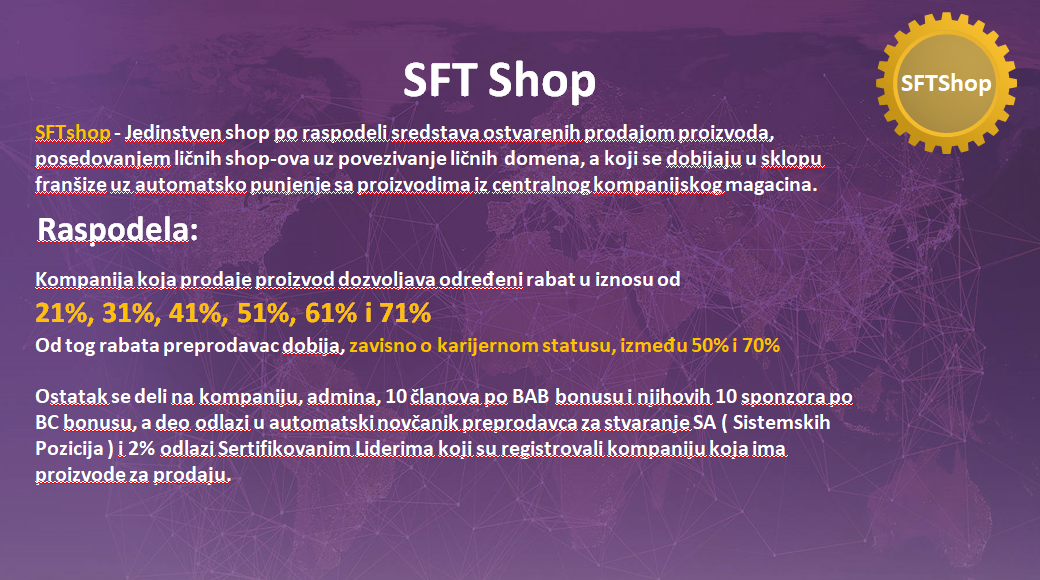 SFT Shop
SFTShop
SFTshop - Jedinstven shop po raspodeli sredstava ostvarenih prodajom proizvoda,
posedovanjem ličnih shop-ova uz povezivanje ličnih domena, a koji se dobijaju u sklopu
franšize uz automatsko punjenje sa proizvodima iz centralnog kompanijskog magacina.
Raspodela:
Kompanija koja prodaje proizvod dozvoljava određeni rabat u iznosu od
21%, 31%, 41%, 51%, 61% i 71%
Od tog rabata preprodavac dobija, zavisno o karijernom statusu, između 50% i 70%
Ostatak se deli na kompaniju, admina, 10 članova po BAB bonusu i njihovih 10 sponzora po
BC bonusu, a deo odlazi u automatski novčanik preprodavca za stvaranje SA ( Sistemskih
Pozicija ) i 2% odlazi Sertifikovanim Liderima koji su registrovali kompaniju koja ima
proizvode za prodaju.